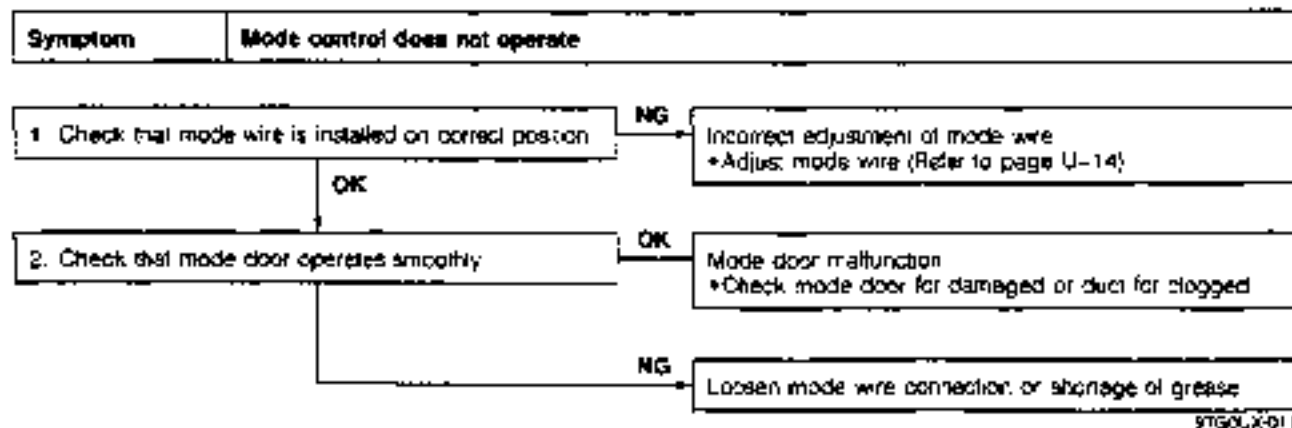 Symptom Mode control does not operate
1. Check that mode wire is installed on correct position
NG
Incorrect adjustment of mode wire
•Adjust mode wire (Refer to page U-14)
OK
2. Check that mode door operates smoothly
OK
Mode door malfunction
•Check mode door for damaged or duct for clogged
NG
Loosen mode wire connection or shortage of grease